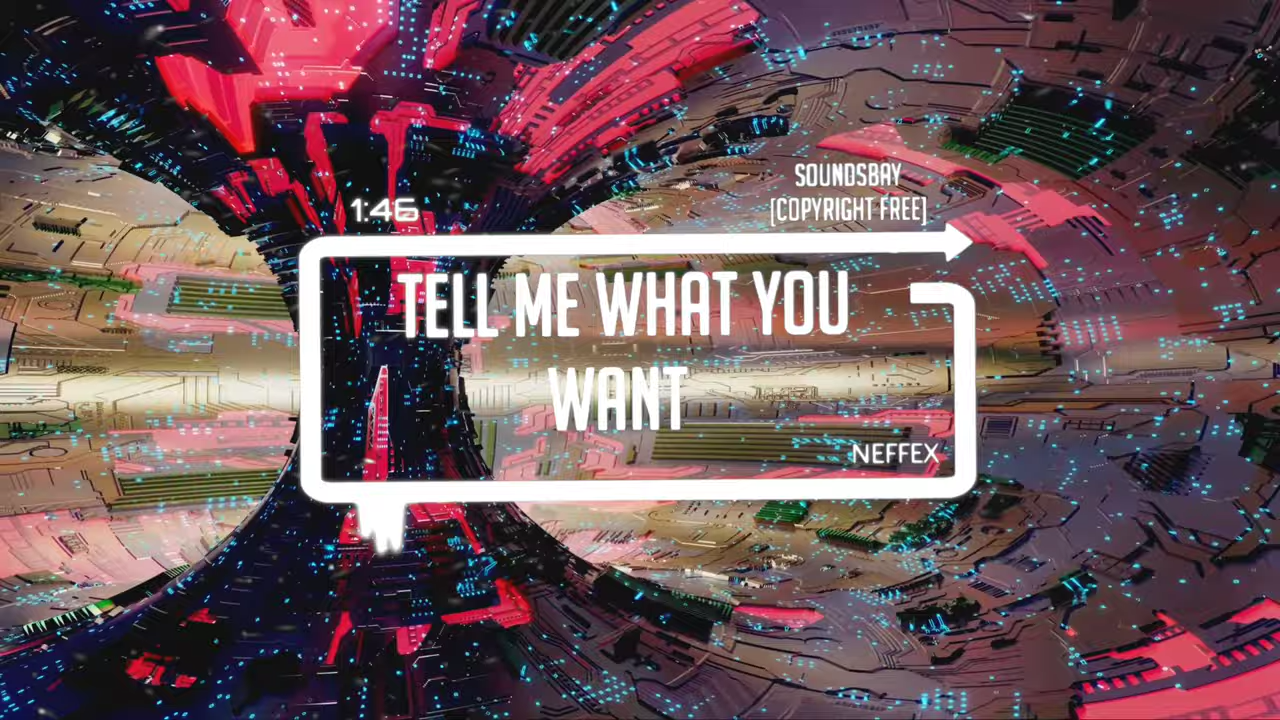 SOUNDSBAY
1:46
[COPYRIGHT FREE]
TELL ME WHAT YOU
WANT
NEFFEX